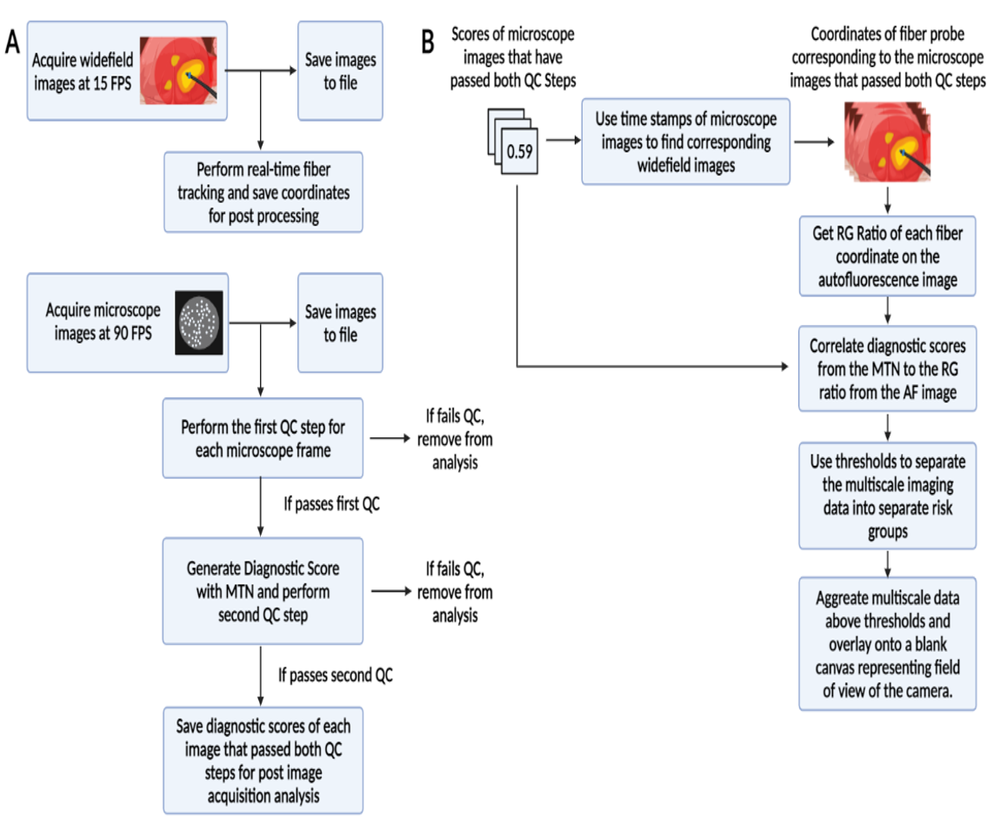 A
Acquire widefield
images at 15 FPS
Save images
to file
Perform real-time fiber
tracking and save coordinates
for post processing
Acquire microscope
images at 90 FPS
Save images
to file
Perform the first QC step for
each microscope frame
If fails QC,
remove from
analysis
If passes first QC
Generate Diagnostic Score
with MTN and perform
second QC step
If fails QC,
remove from
analysis
If passes second QC
Save diagnostic scores of each
image that passed both QC
steps for post image
acquisition analysis
B
Scores of microscope
images that have
passed both QC Steps
0.59
Use time stamps of microscope
images to find corresponding
widefield images
Coordinates of fiber probe
corresponding to the microscope
images that passed both QC steps
Get RG Ratio of each fiber
coordinate on the
autofluorescence image
Correlate diagnostic scores
from the MTN to the RG
ratio from the AF image
Use thresholds to separate
the multiscale imaging
data into separate risk
groups
Aggreate multiscale data
above thresholds and
overlay onto a blank
canvas representing field
of view of the camera.